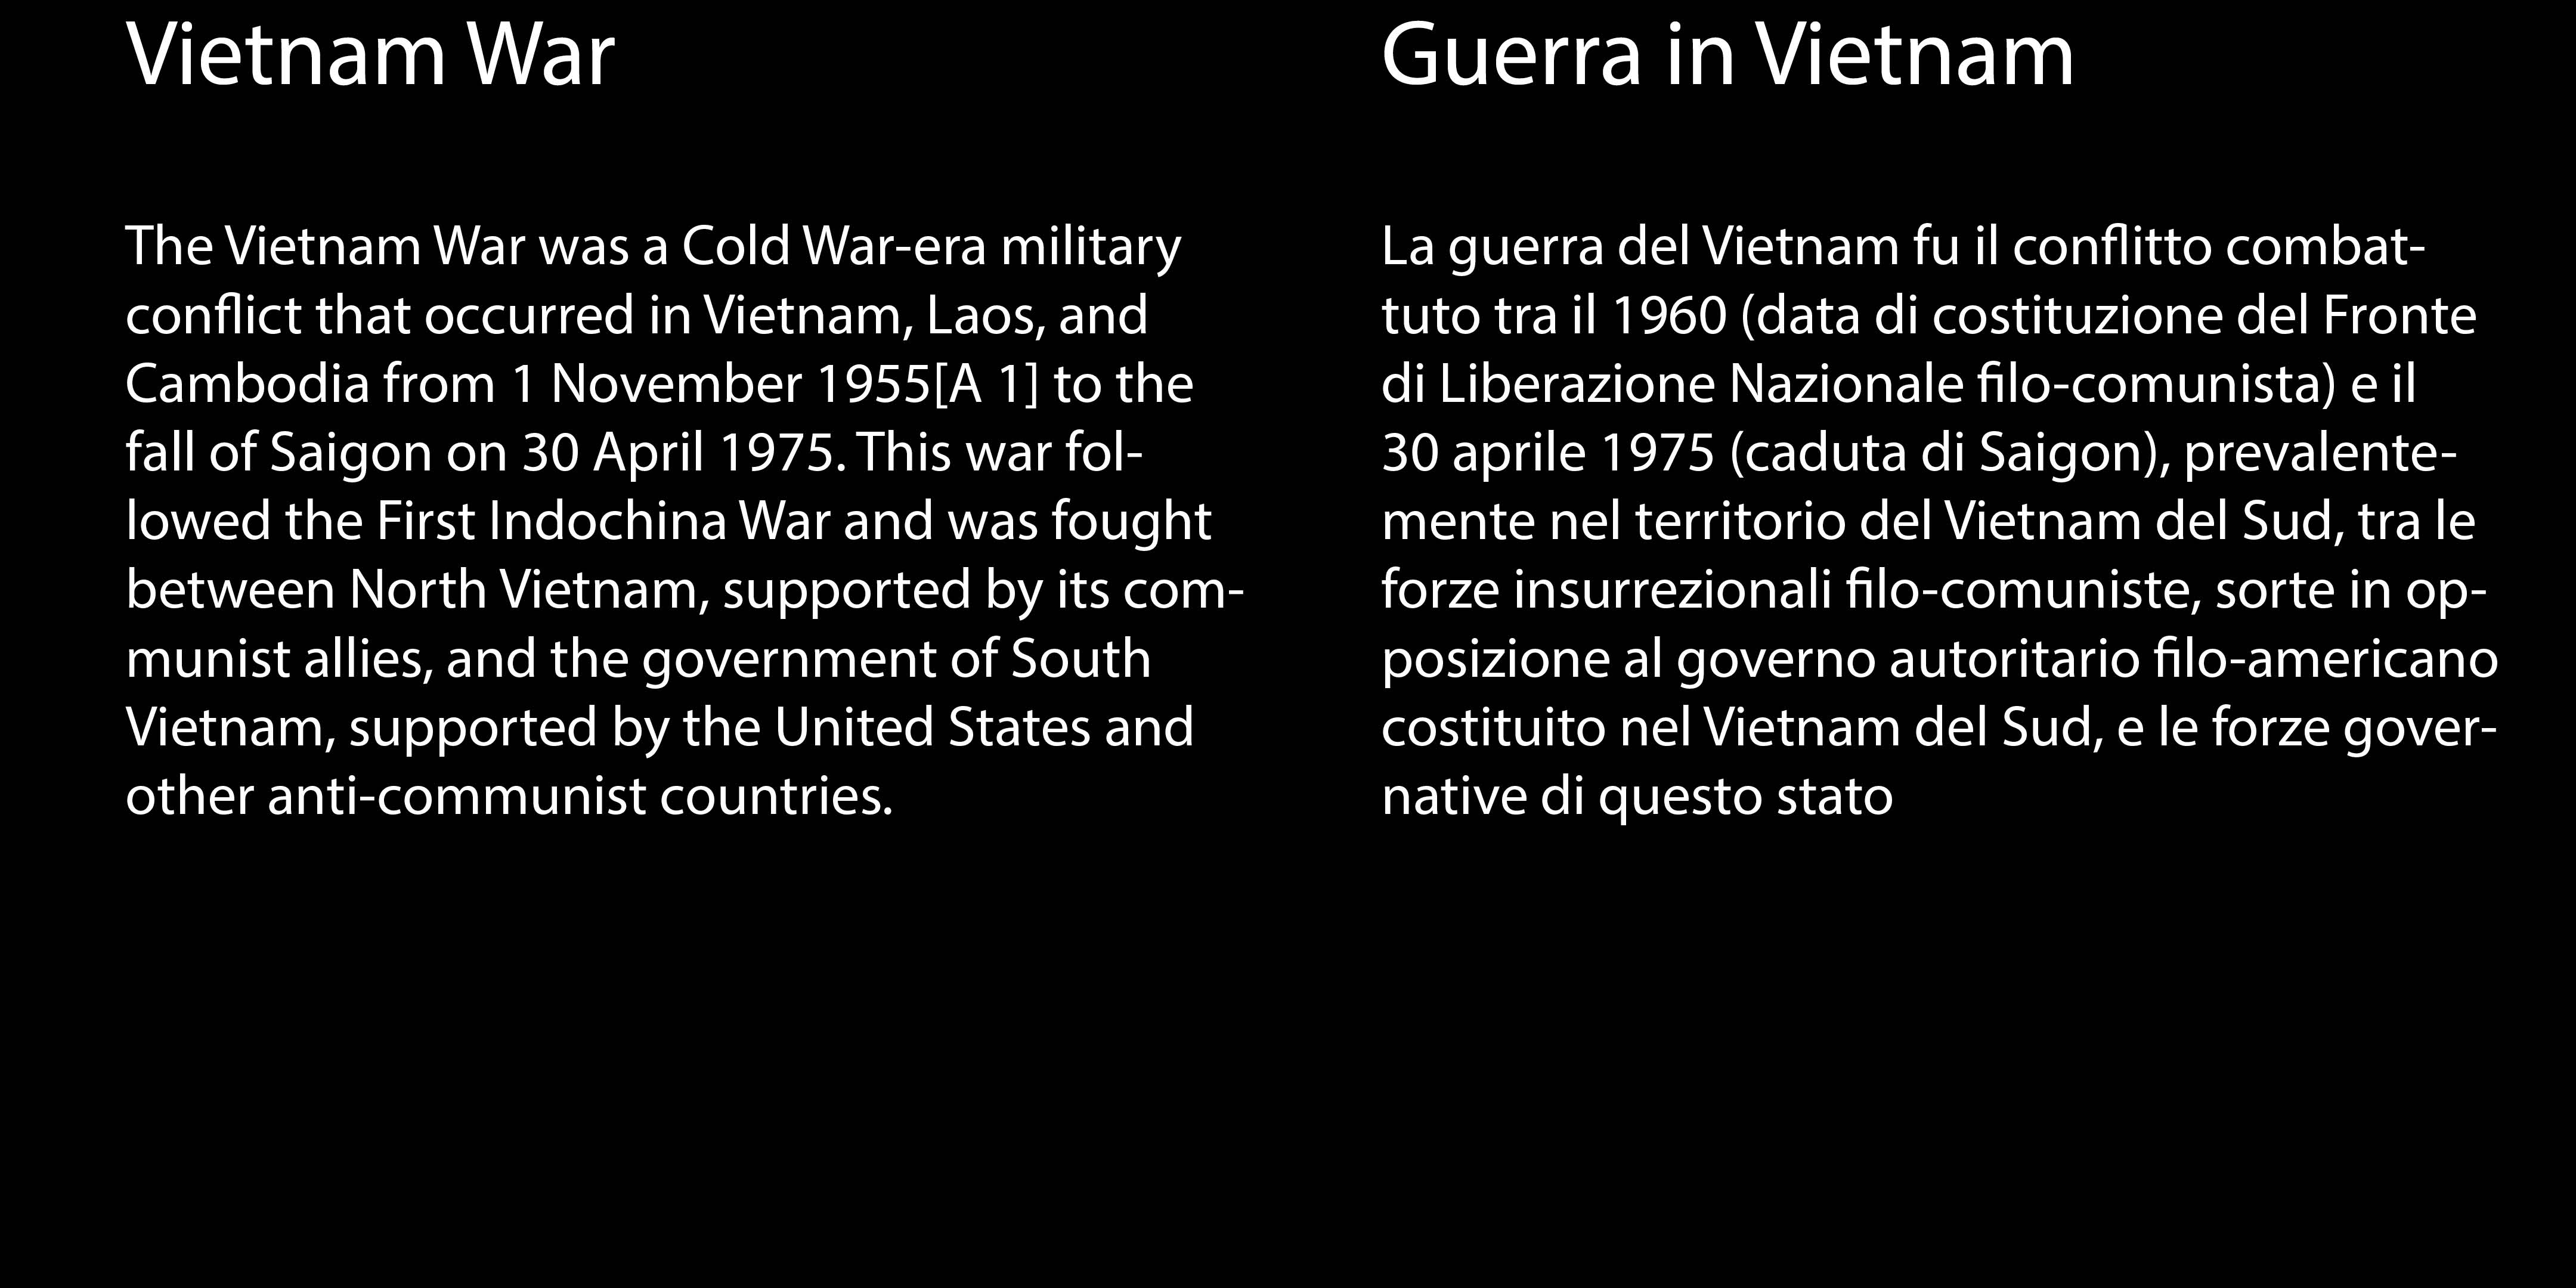 Vietnam War
The Vietnam War was a Cold War-era military
conflict that occurred in Vietnam, Laos, and
Cambodia from 1 November 1955[A 1] to the
fall of Saigon on 30 April 1975. This war fol-
lowed the First Indochina War and was fought
between North Vietnam, supported by its com-
munist allies, and the government of South
Vietnam, supported by the United States and
other anti-communist countries.
Guerra in Vietnam
La guerra del Vietnam fu il conflitto combat-
tuto tra il 1960 (data di costituzione del Fronte
di Liberazione Nazionale filo-comunista) e il
30 aprile 1975 (caduta di Saigon), prevalente-
mente nel territorio del Vietnam del Sud, tra le
forze insurrezionali filo-comuniste, sorte in op-
posizione al governo autoritario filo-americano
costituito nel Vietnam del Sud, e le forze gover-
native di questo stato